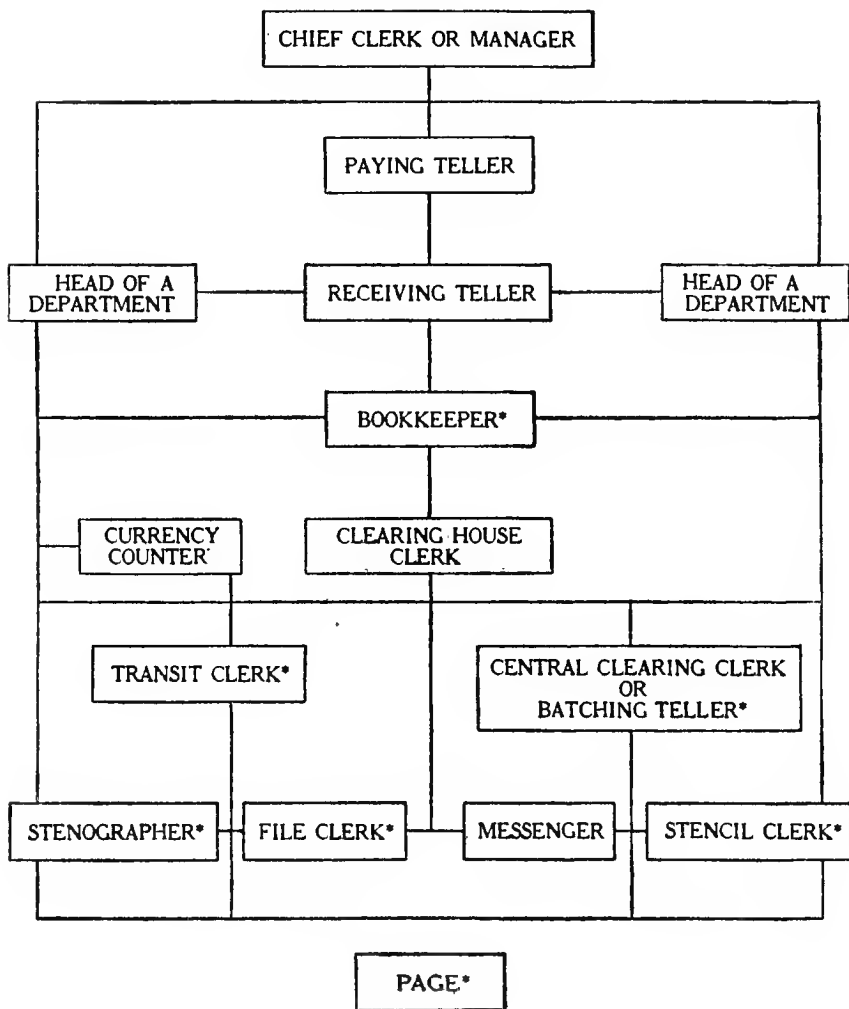 CHIEF CLERK OR MANAGER
PAYING TELLER
HEAD OF A
DEPARTMENT
RECEIVING TELLER
HEAD OF A
DEPARTMENT
BOOKKEEPER*
CURRENCY
COUNTER
CLEARING HOUSE
CLERK
TRANSIT CLERK*
CENTRAL CLEARING CLERK
OR
BATCHING TELLER*
STENOGRAPHER*
FILE CLERK*
MESSENGER
STENCIL CLERK*
PAGE*